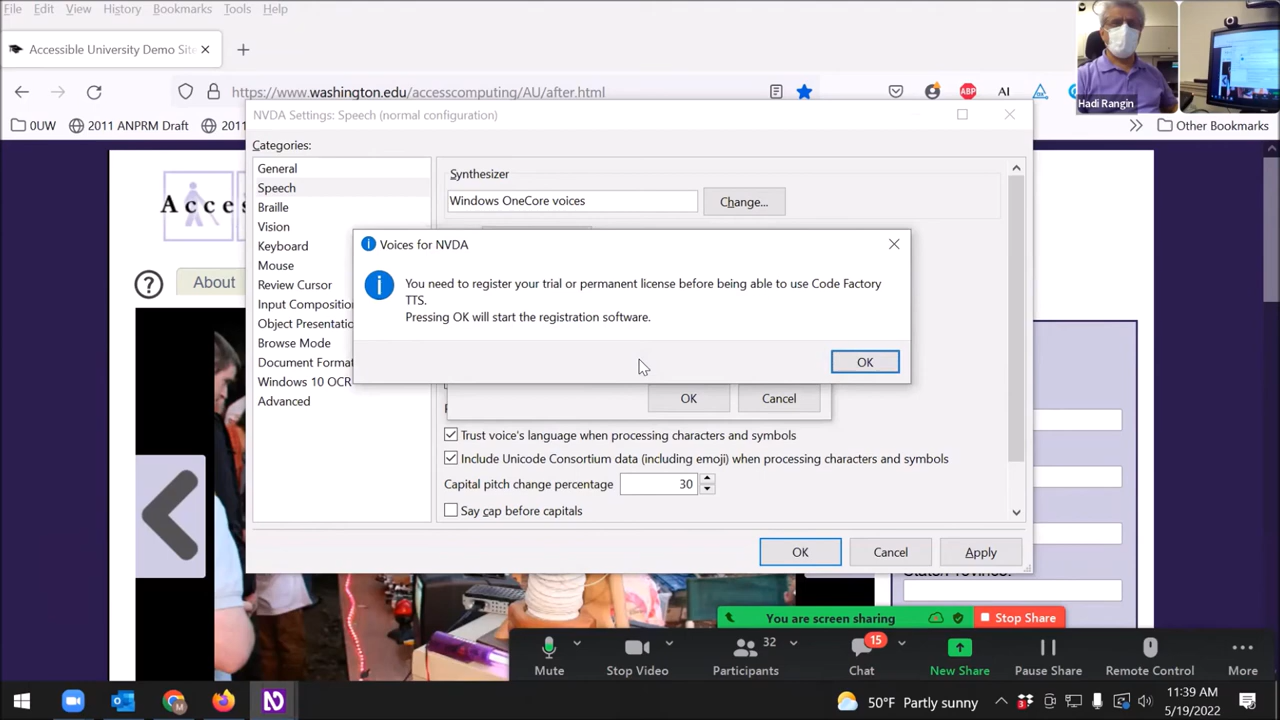 File Edit View History Bookmarks Tools Help
Accessible University Demo Sit
https://www.washington.edu/accesscomputing/AU/after.html
ABP
AI
Hadi Rangin
0UW 2011 ANPRM Draft 2011 Other Bookmarks
NVDA Settings: Speech (normal configuration)
Categories:
General
Speech
Braille
Vision
Keyboard
Mouse
Review Cursor
Input Compositio
Object Presentatio
Browse Mode
Document Format
Windows 10 OCR
Advanced
Synthesizer
Windows OneCore voices Change...
Acces
About
Voices for NVDA
You need to register your trial or permanent license before being able to use Code Factory
TTS.
Pressing OK will start the registration software.
OK
OK Cancel
Trust voice's language when processing characters and symbols
Include Unicode Consortium data (including emoji) when processing characters and symbols
Capital pitch change percentage 30
Say cap before capitals
OK Cancel Apply
State/Province:
You are screen sharing Stop Share
32 15
Mute Stop Video Participants Chat New Share Pause Share Remote Control More
50°F Partly sunny
11:39 AM
5/19/2022